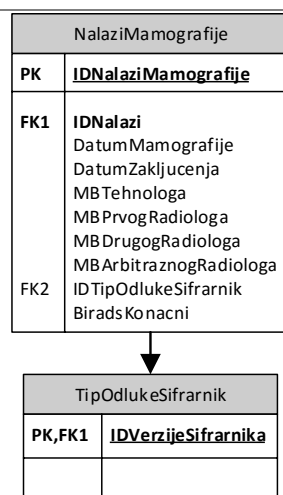 NalaziMamografije
PK IDNalaziMamografije
FK1 IDNalazi
DatumMamografije
DatumZakljucenja
MBTehnologa
MBPrvogRadiologa
MBDrugogRadiologa
MBArbitraznogRadiologa
FK2 IDTipOdlukeSifrarnik
BiradsKonacni
TipOdlukeSifrarnik
PK,FK1 IDVerzijeSifrarnika